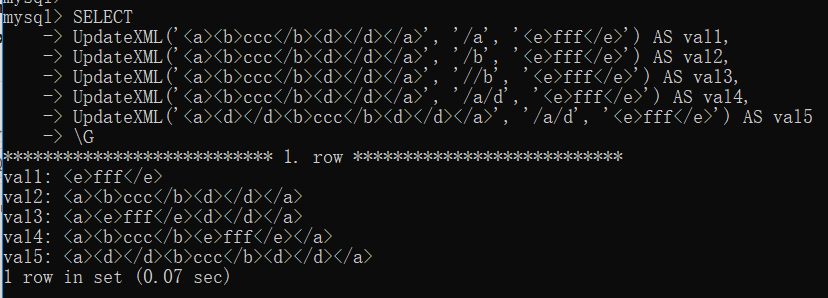 mysql> SELECT
-> UpdateXML('<a><b>ccc</b><d></d></a>', '/a', '<e>fff</e>') AS val1,
-> UpdateXML('<a><b>ccc</b><d></d></a>', '/b', '<e>fff</e>') AS val2,
-> UpdateXML('<a><b>ccc</b><d></d></a>', '//b', '<e>fff</e>') AS val3,
-> UpdateXML('<a><b>ccc</b><d></d></a>', '/a/d','<e>fff</e>') AS val4,
-> UpdateXML('<a><d></d><b>ccc</b><d></d></a>','/a/d', '<e>fff</e>') AS val5
-> \G
*************************** 1. row ***************************
val1: <e>fff</e>
val2: <a><b>ccc</b><d></d></a>
val3: <a><e>fff</e><d></d></a>
val4: <a><b>ccc</b><e>fff</e></a>
val5: <a><d></d><b>ccc</b><d></d></a>
1 row in set (0.07 sec)